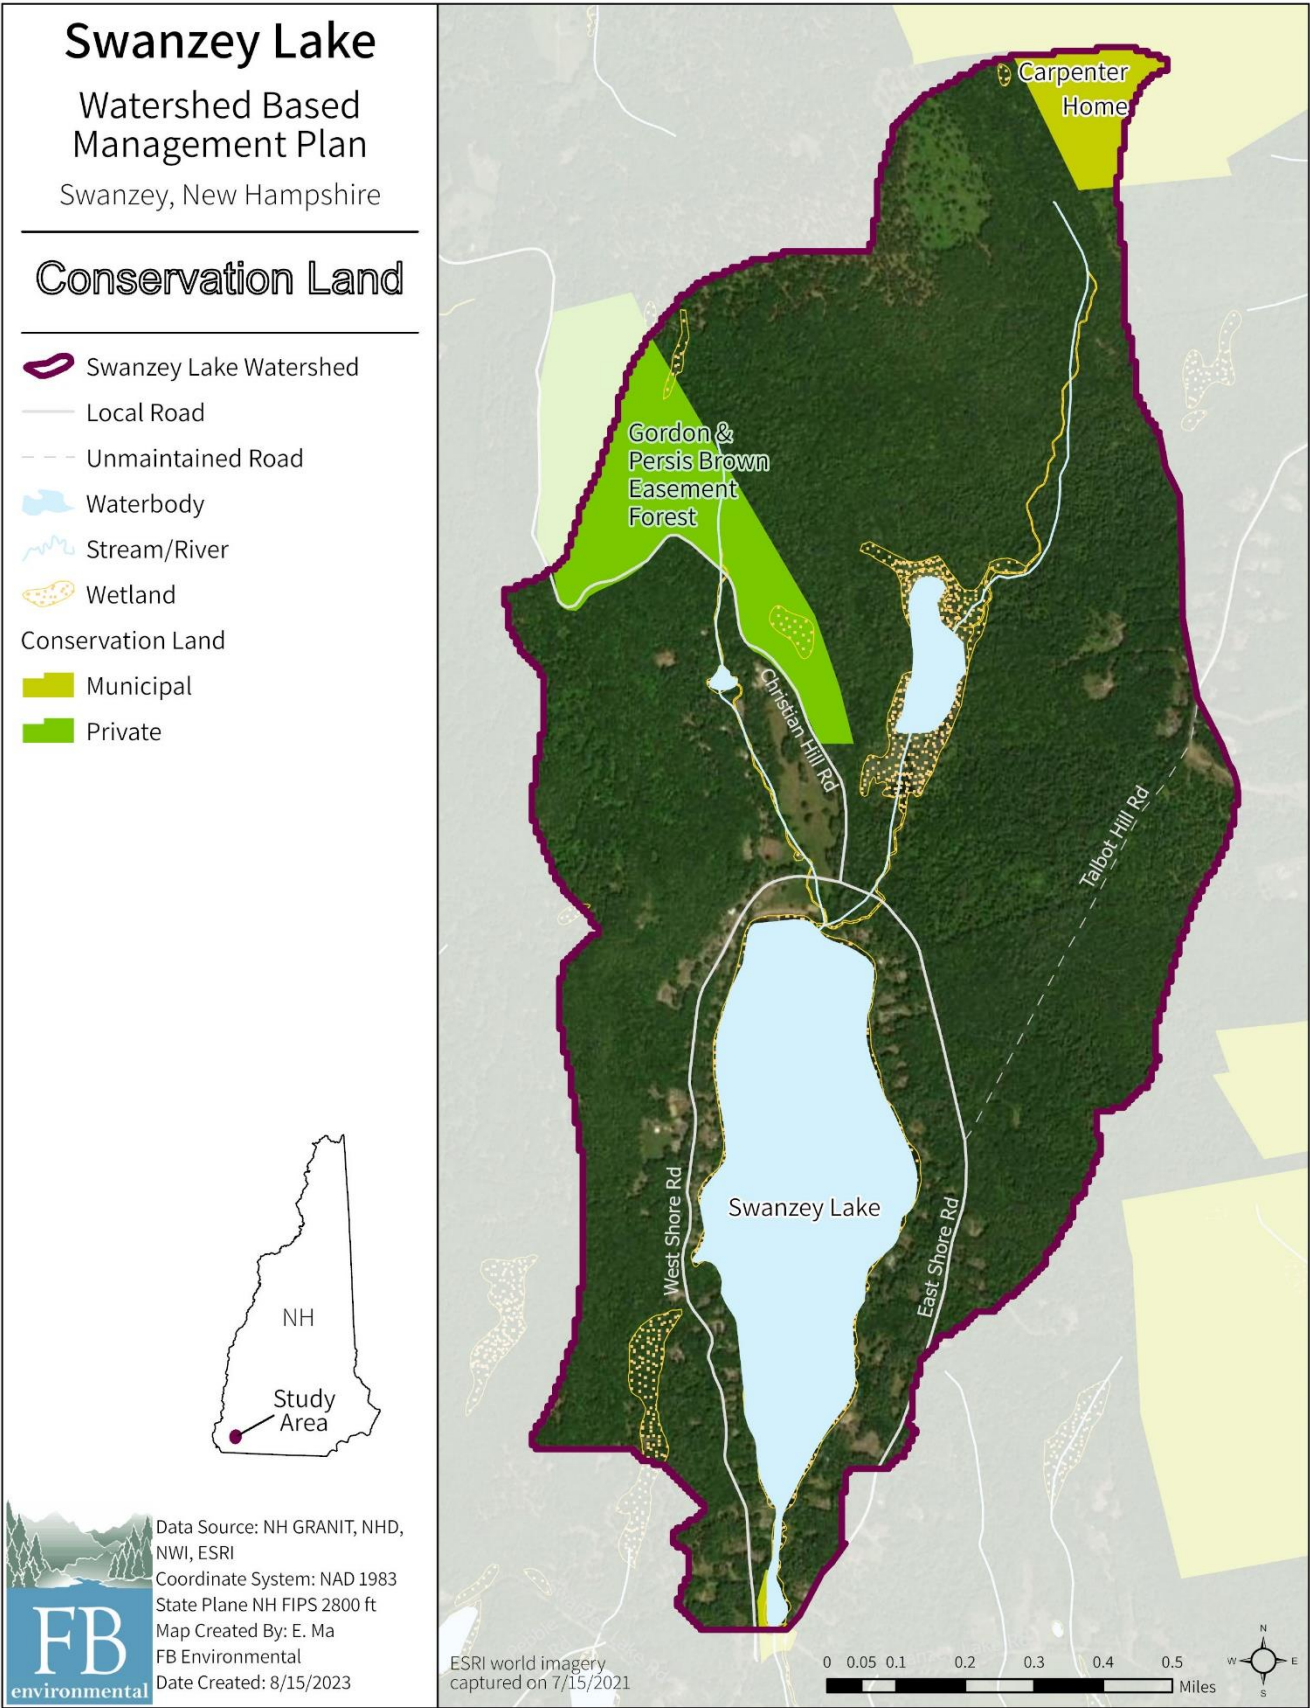 Swanzey Lake
Watershed Based
Management Plan
Swanzey, New Hampshire
Conservation Land
Swanzey Lake Watershed
Local Road
Unmaintained Road
Waterbody
Stream/River
Wetland
Conservation Land
Municipal
Private
NH
Study
Area
FB
environmental
Data Source: NH GRANIT, NHD,
NWI, ESRI
Coordinate System: NAD 1983
State Plane NH FIPS 2800 ft
Map Created By: E. Ma
FB Environmental
Date Created: 8/15/2023
Carpenter
Home
Gordon &
Persis Brown
Easement
Forest
Christian Hill Rd
Talbot Hill Rd
Swanzey Lake
West Shore Rd
East Shore Rd
ESRI world imagery
captured on 7/15/2021
0 0.05 0.1 0.2 0.3 0.4 0.5
Miles
N
W E
S